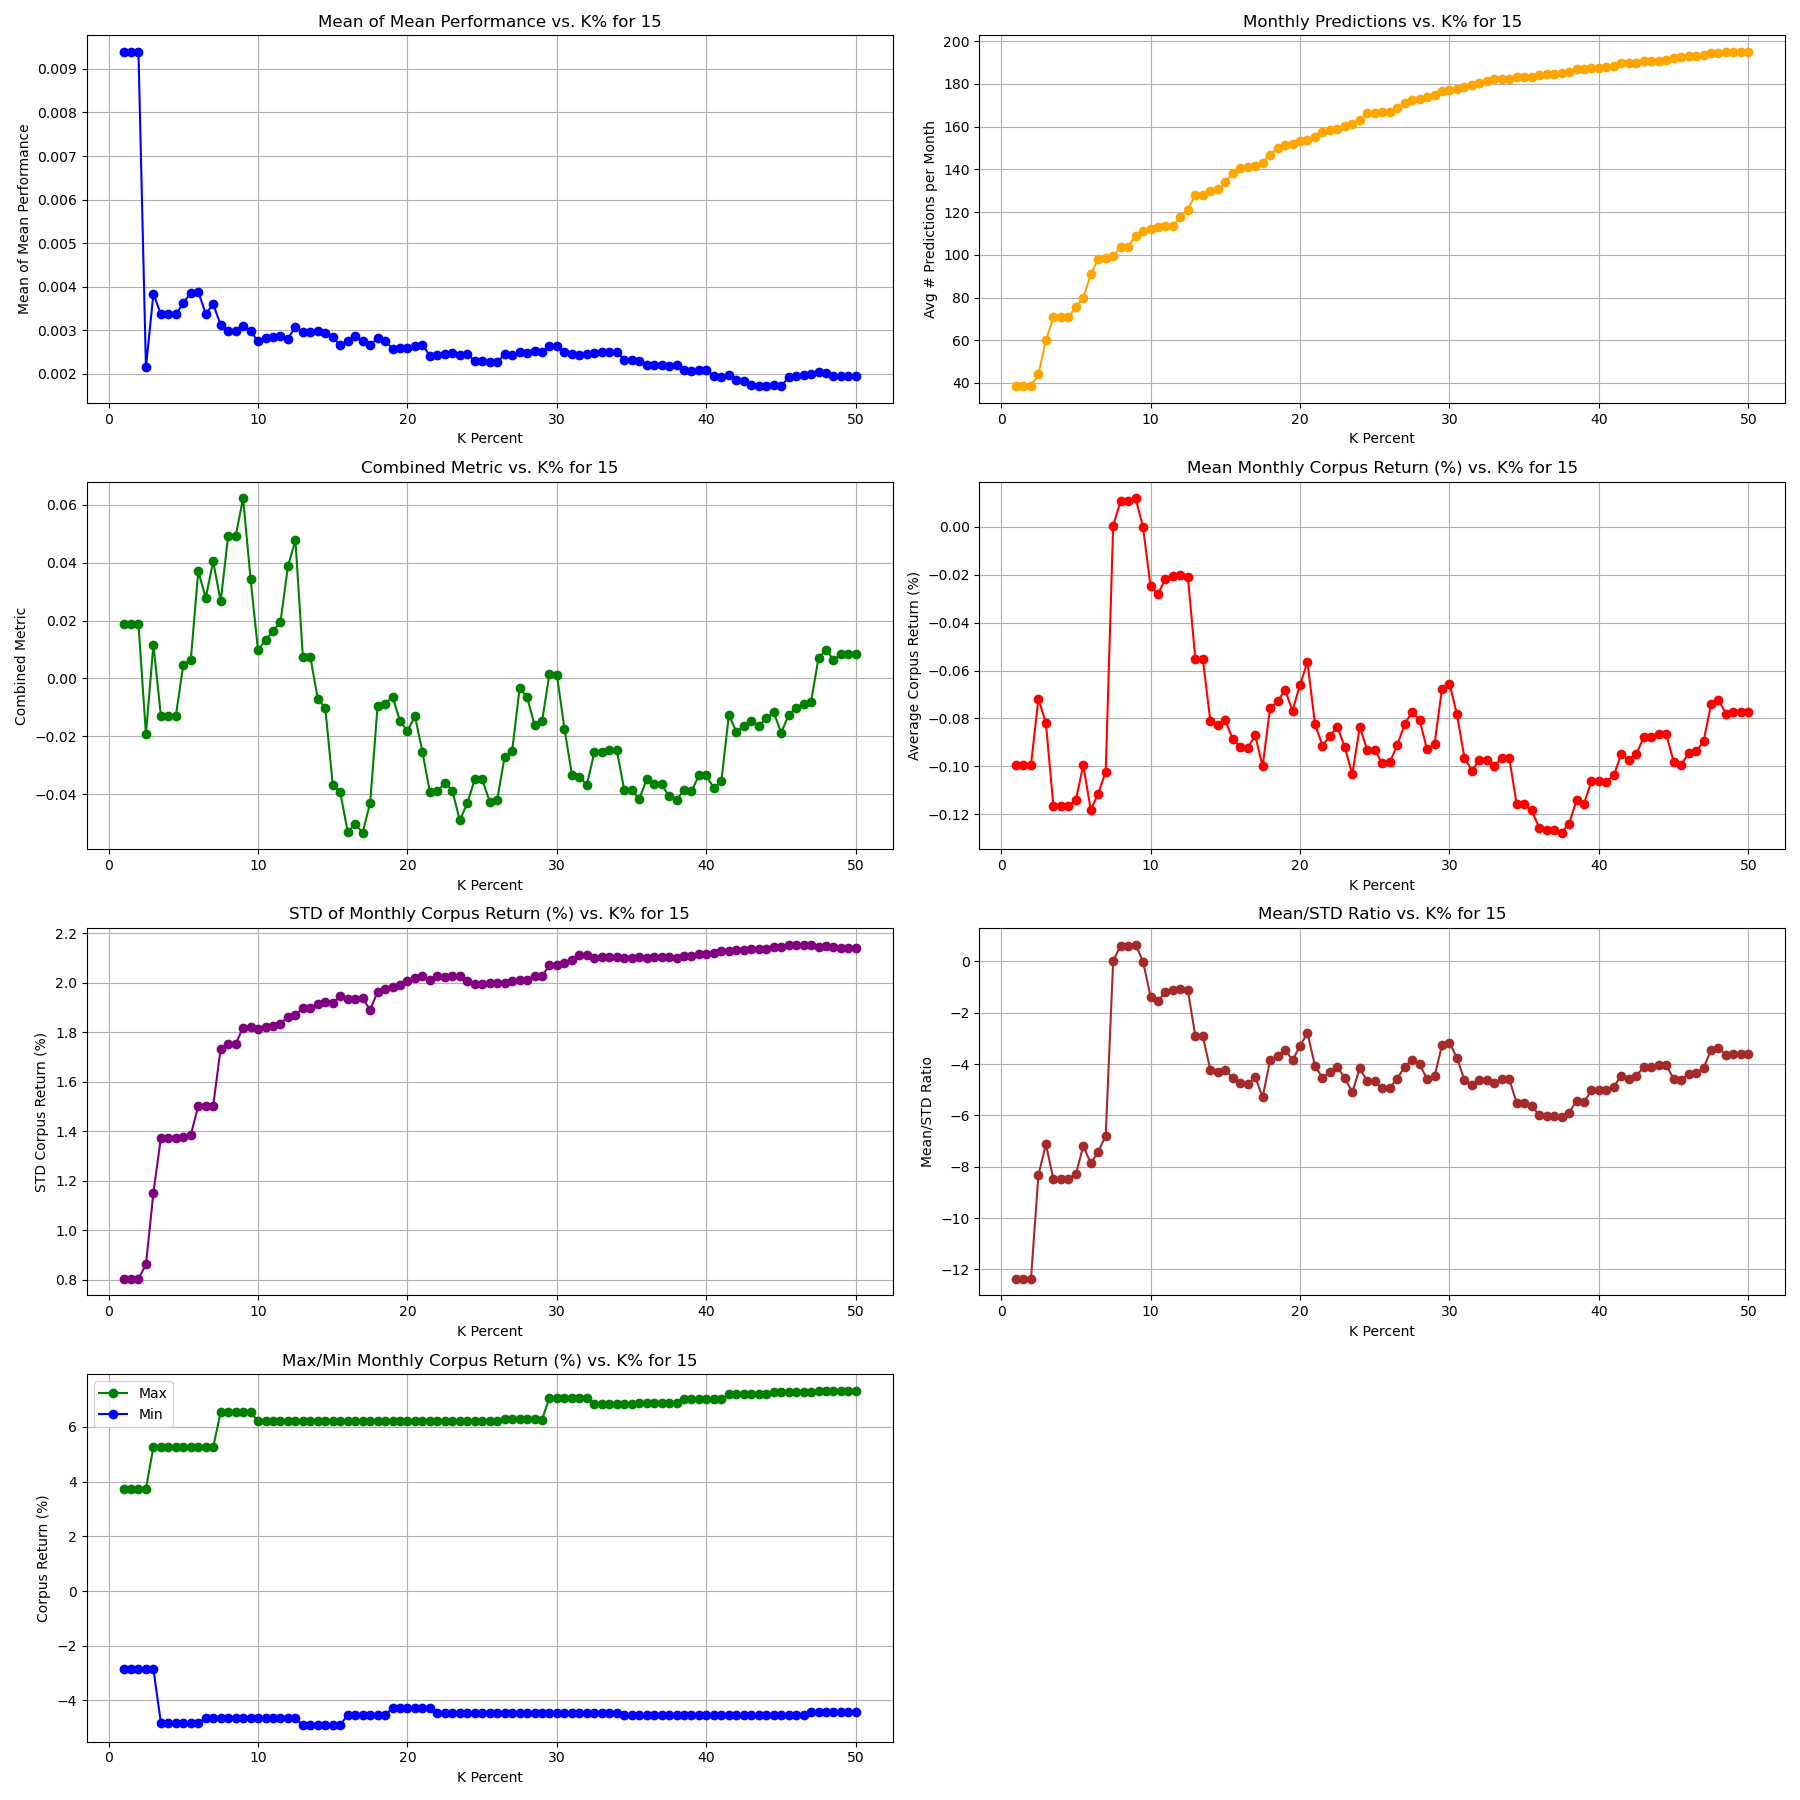 Mean of Mean Performance vs. K% for 15
Mean of Mean Performance
0.009
0.008
0.007
0.006
0.005
0.004
0.003
0.002
0 10 20 30 40 50
K Percent
Monthly Predictions vs. K% for 15
Avg # Predictions per Month
200
180
160
140
120
100
80
60
40
0 10 20 30 40 50
K Percent
Combined Metric vs. K% for 15
Combined Metric
0.06
0.04
0.02
0.00
−0.02
−0.04
0 10 20 30 40 50
K Percent
Mean Monthly Corpus Return (%) vs. K% for 15
Average Corpus Return (%)
0.00
−0.02
−0.04
−0.06
−0.08
−0.10
−0.12
0 10 20 30 40 50
K Percent
STD of Monthly Corpus Return (%) vs. K% for 15
STD Corpus Return (%)
2.2
2.0
1.8
1.6
1.4
1.2
1.0
0.8
0 10 20 30 40 50
K Percent
Mean/STD Ratio vs. K% for 15
Mean/STD Ratio
0
−2
−4
−6
−8
−10
−12
0 10 20 30 40 50
K Percent
Max/Min Monthly Corpus Return (%) vs. K% for 15
Max
Min
Corpus Return (%)
6
4
2
0
−2
−4
0 10 20 30 40 50
K Percent